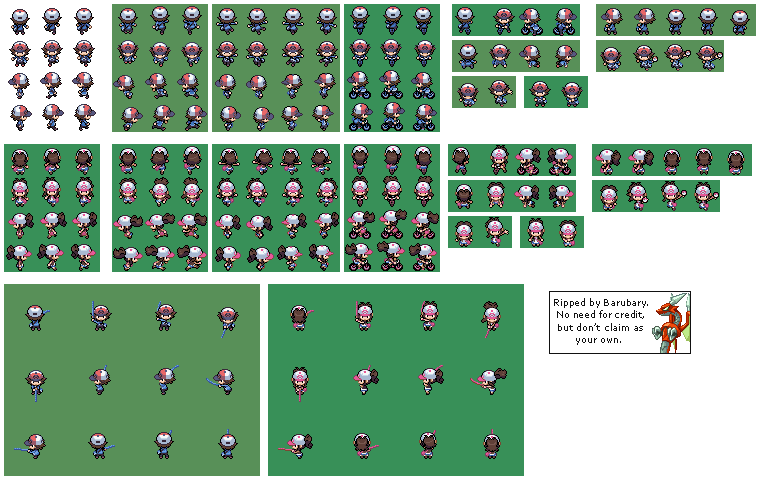 Ripped by Barubary.
No need for credit,
but don't claim as
your own.